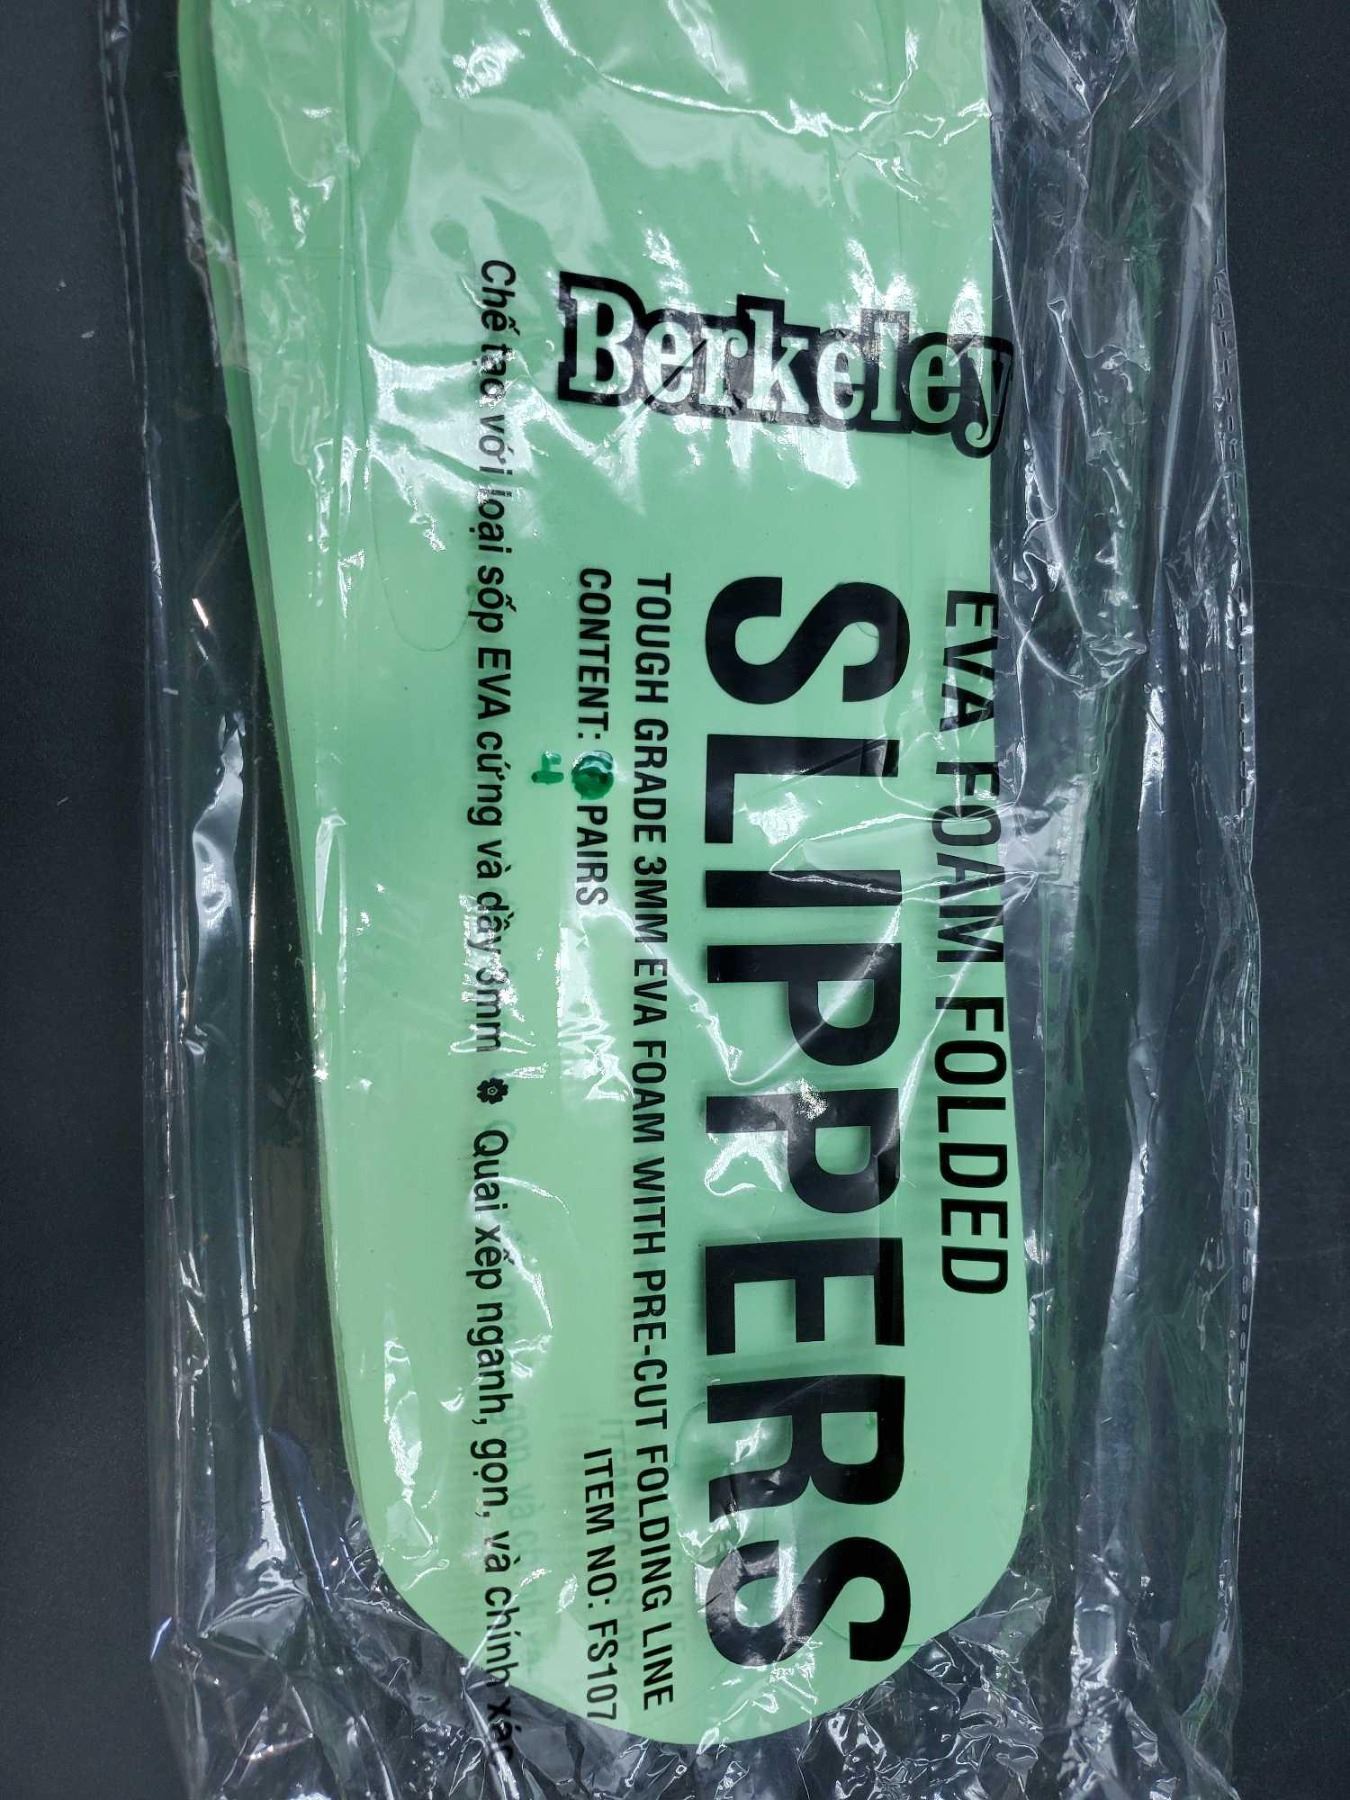 Berkeley
EVA FOAM FOLDED
SLIPPERS
TOUGH GRADE 3MM EVA FOAM WITH PRE-CUT FOLDING LINE
CONTENT: PAIRS
4
ITEM NO: FS107
Chế tạo với loại sốp EVA cứng và dầy 3mm ❁ Quai xếp nganh, gọn, và chính xác